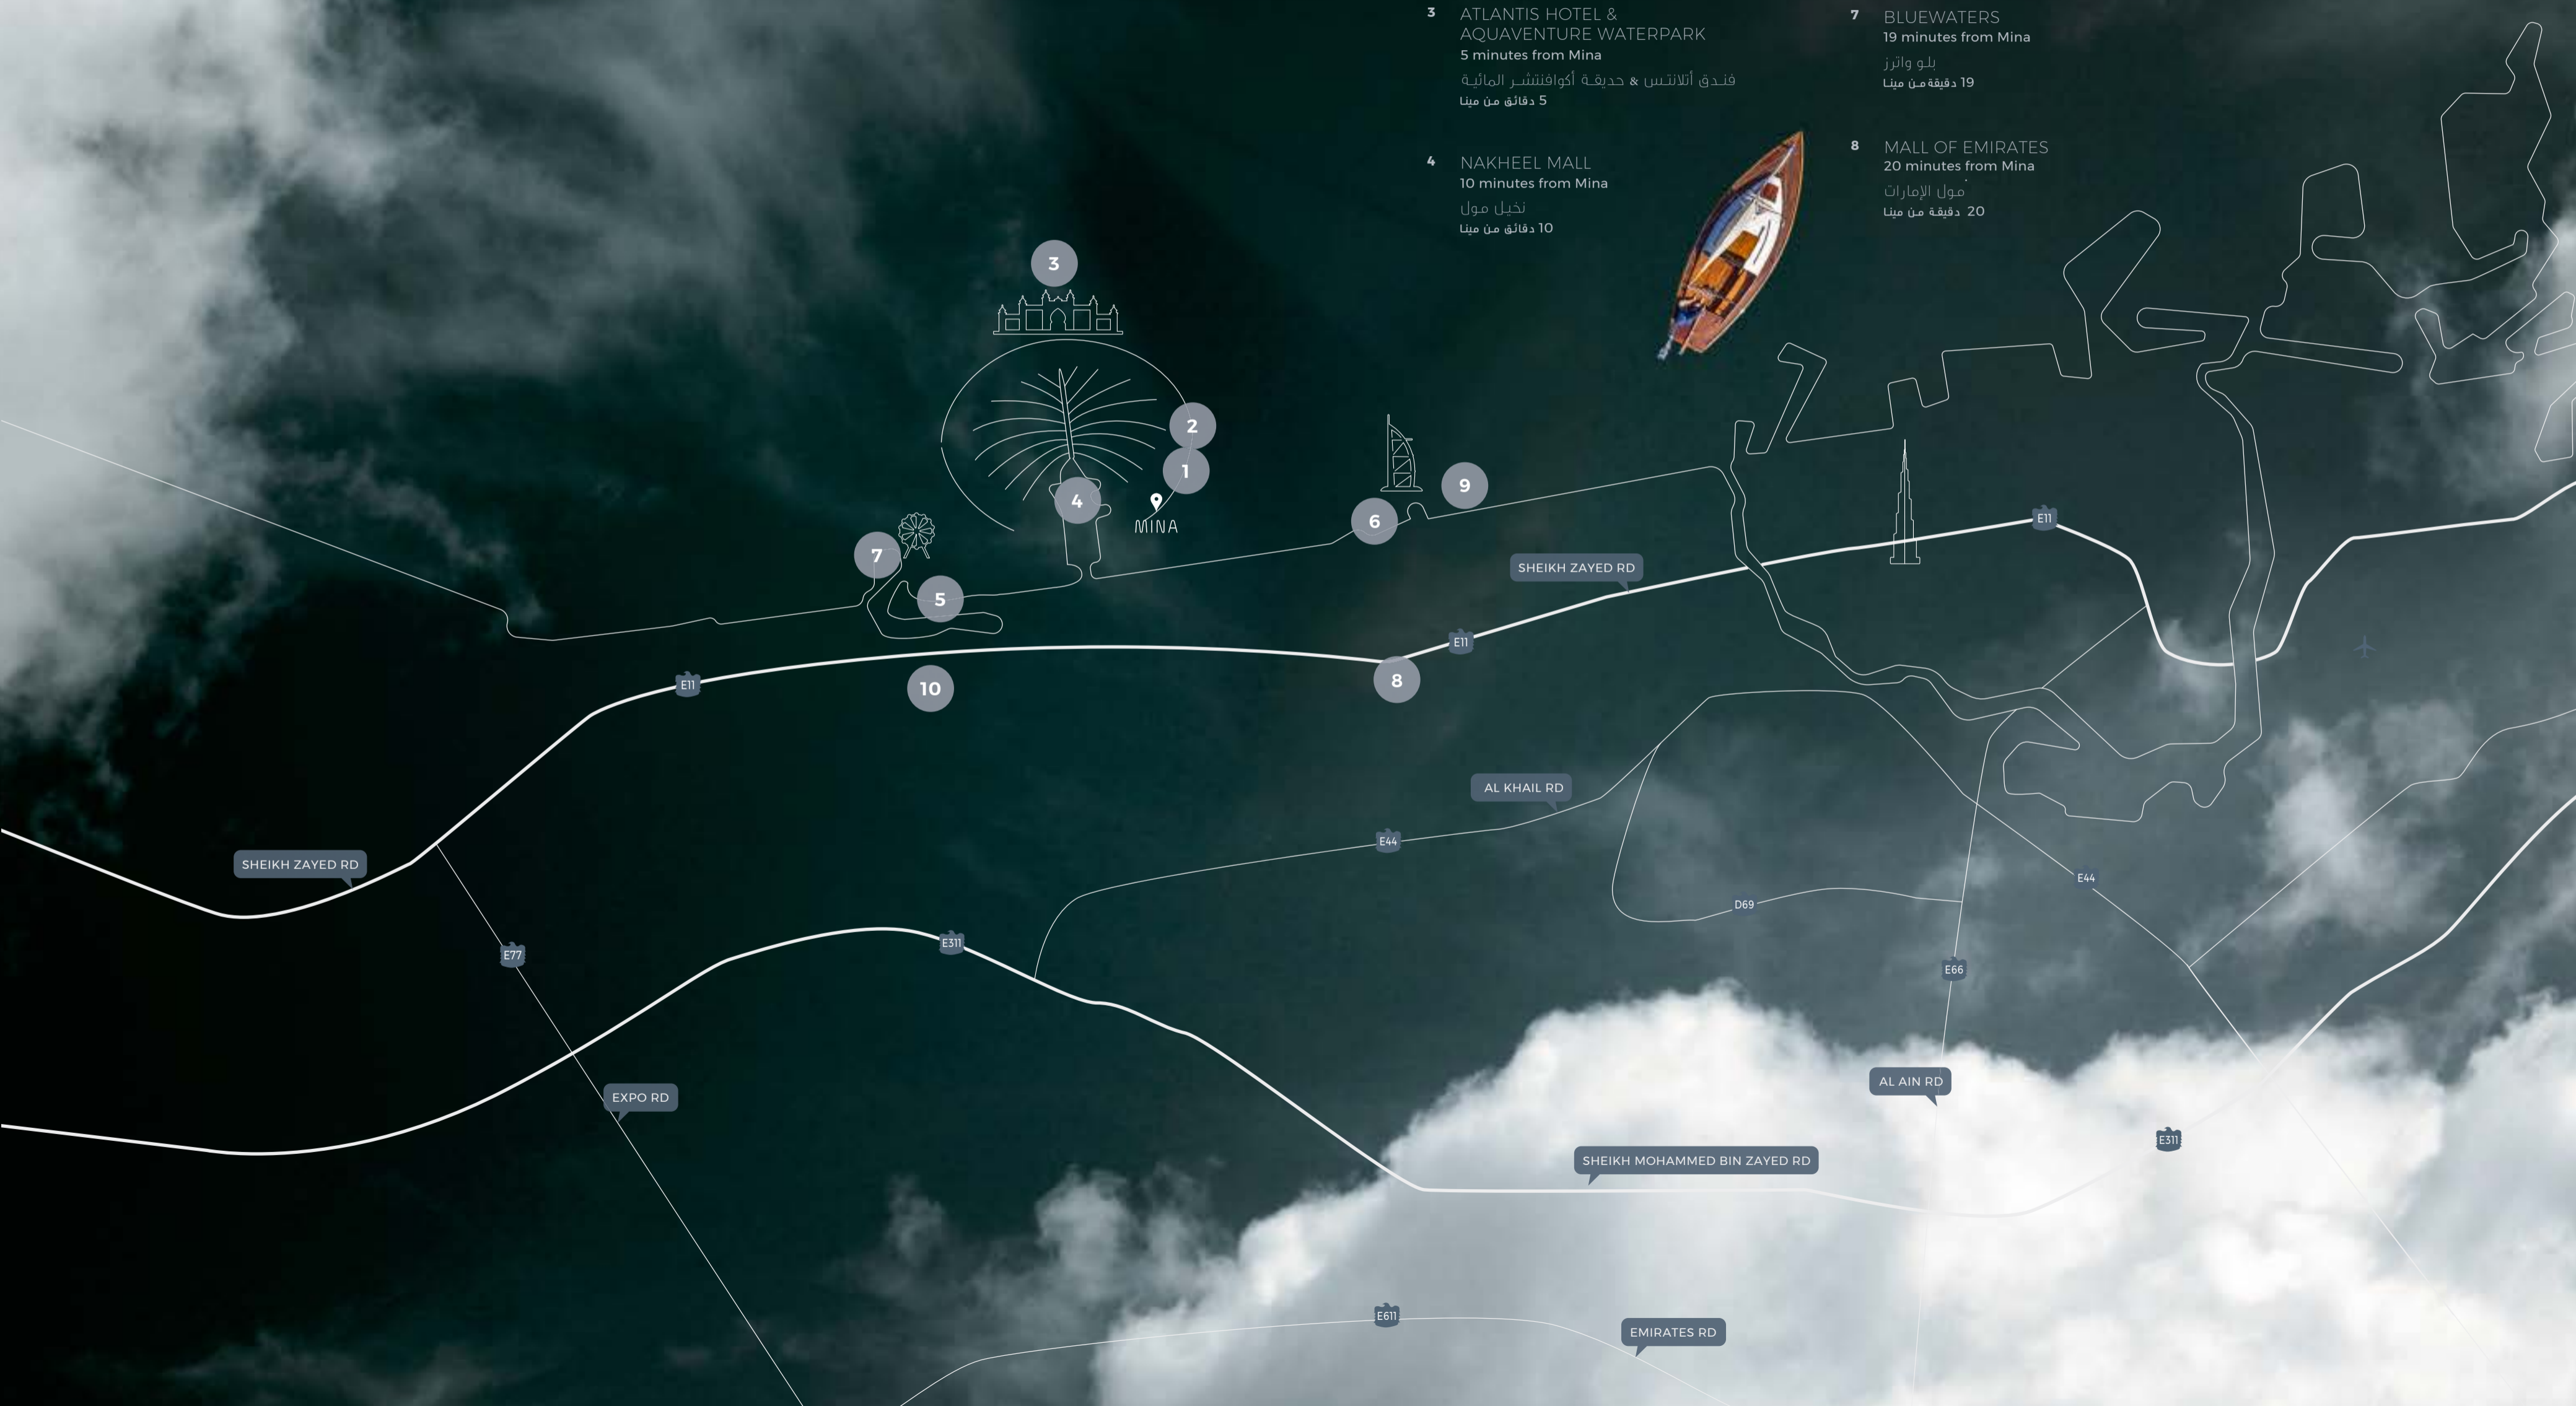 3
ATLANTIS HOTEL &
AQUAVENTURE WATERPARK
5 minutes from Mina
فندق أتلانتس & حديقة أكوافنتشر المائية
5 دقائق من مينا
4
NAKHEEL MALL
10 minutes from Mina
نخيل مول
10 دقائق من مينا
7
BLUEWATERS
19 minutes from Mina
بلو واترز
19 دقيقة من مينا
8
MALL OF EMIRATES
20 minutes from Mina
مول الإمارات
20 دقيقة من مينا
3
2
1
4
MINA
9
6
7
5
10
8
E11
SHEIKH ZAYED RD
E11
E11
AL KHAIL RD
E44
SHEIKH ZAYED RD
E44
D69
E311
E77
E66
EXPO RD
AL AIN RD
E311
SHEIKH MOHAMMED BIN ZAYED RD
E611
EMIRATES RD